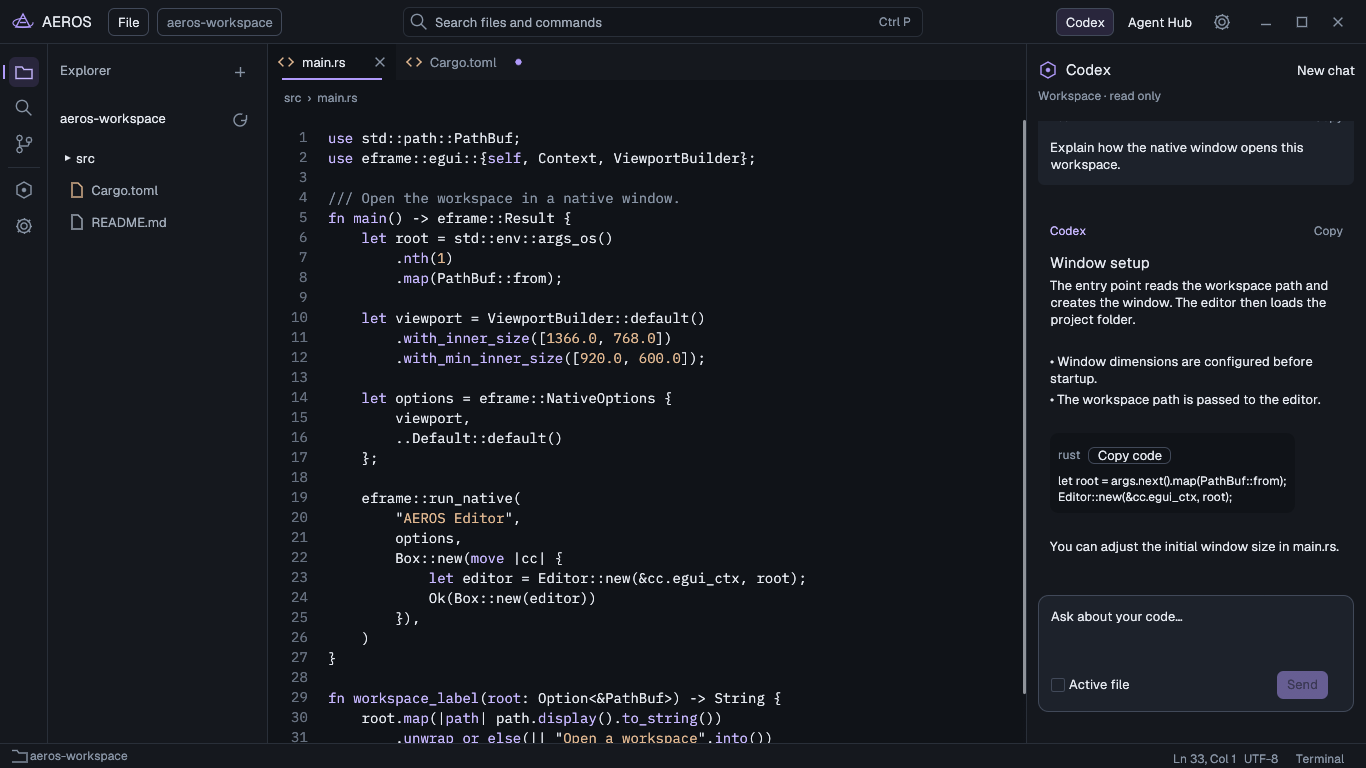 AEROS File aeros-workspace Search files and commands Ctrl P Codex Agent Hub
Explorer
aeros-workspace
src
Cargo.toml
README.md
main.rs Cargo.toml
src › main.rs
1 use std::path::PathBuf;
2 use eframe::egui::{self, Context, ViewportBuilder};
3
4 /// Open the workspace in a native window.
5 fn main() -> eframe::Result {
6 let root = std::env::args_os()
7 .nth(1)
8 .map(PathBuf::from);
9
10 let viewport = ViewportBuilder::default()
11 .with_inner_size([1366.0, 768.0])
12 .with_min_inner_size([920.0, 600.0]);
13
14 let options = eframe::NativeOptions {
15 viewport,
16 ..Default::default()
17 };
18
19 eframe::run_native(
20 "AEROS Editor",
21 options,
22 Box::new(move |cc| {
23 let editor = Editor::new(&cc.egui_ctx, root);
24 Ok(Box::new(editor))
25 }),
26 )
27 }
28
29 fn workspace_label(root: Option<&PathBuf>) -> String {
30 root.map(|path| path.display().to_string())
31 .unwrap_or_else(|| "Open a workspace".into())
Codex New chat
Workspace · read only
Explain how the native window opens this
workspace.
Codex Copy
Window setup
The entry point reads the workspace path and
creates the window. The editor then loads the
project folder.
• Window dimensions are configured before
startup.
• The workspace path is passed to the editor.
rust Copy code
let root = args.next().map(PathBuf::from);
Editor::new(&cc.egui_ctx, root);
You can adjust the initial window size in main.rs.
Ask about your code…
Active file Send
aeros-workspace Ln 33, Col 1 UTF-8 Terminal